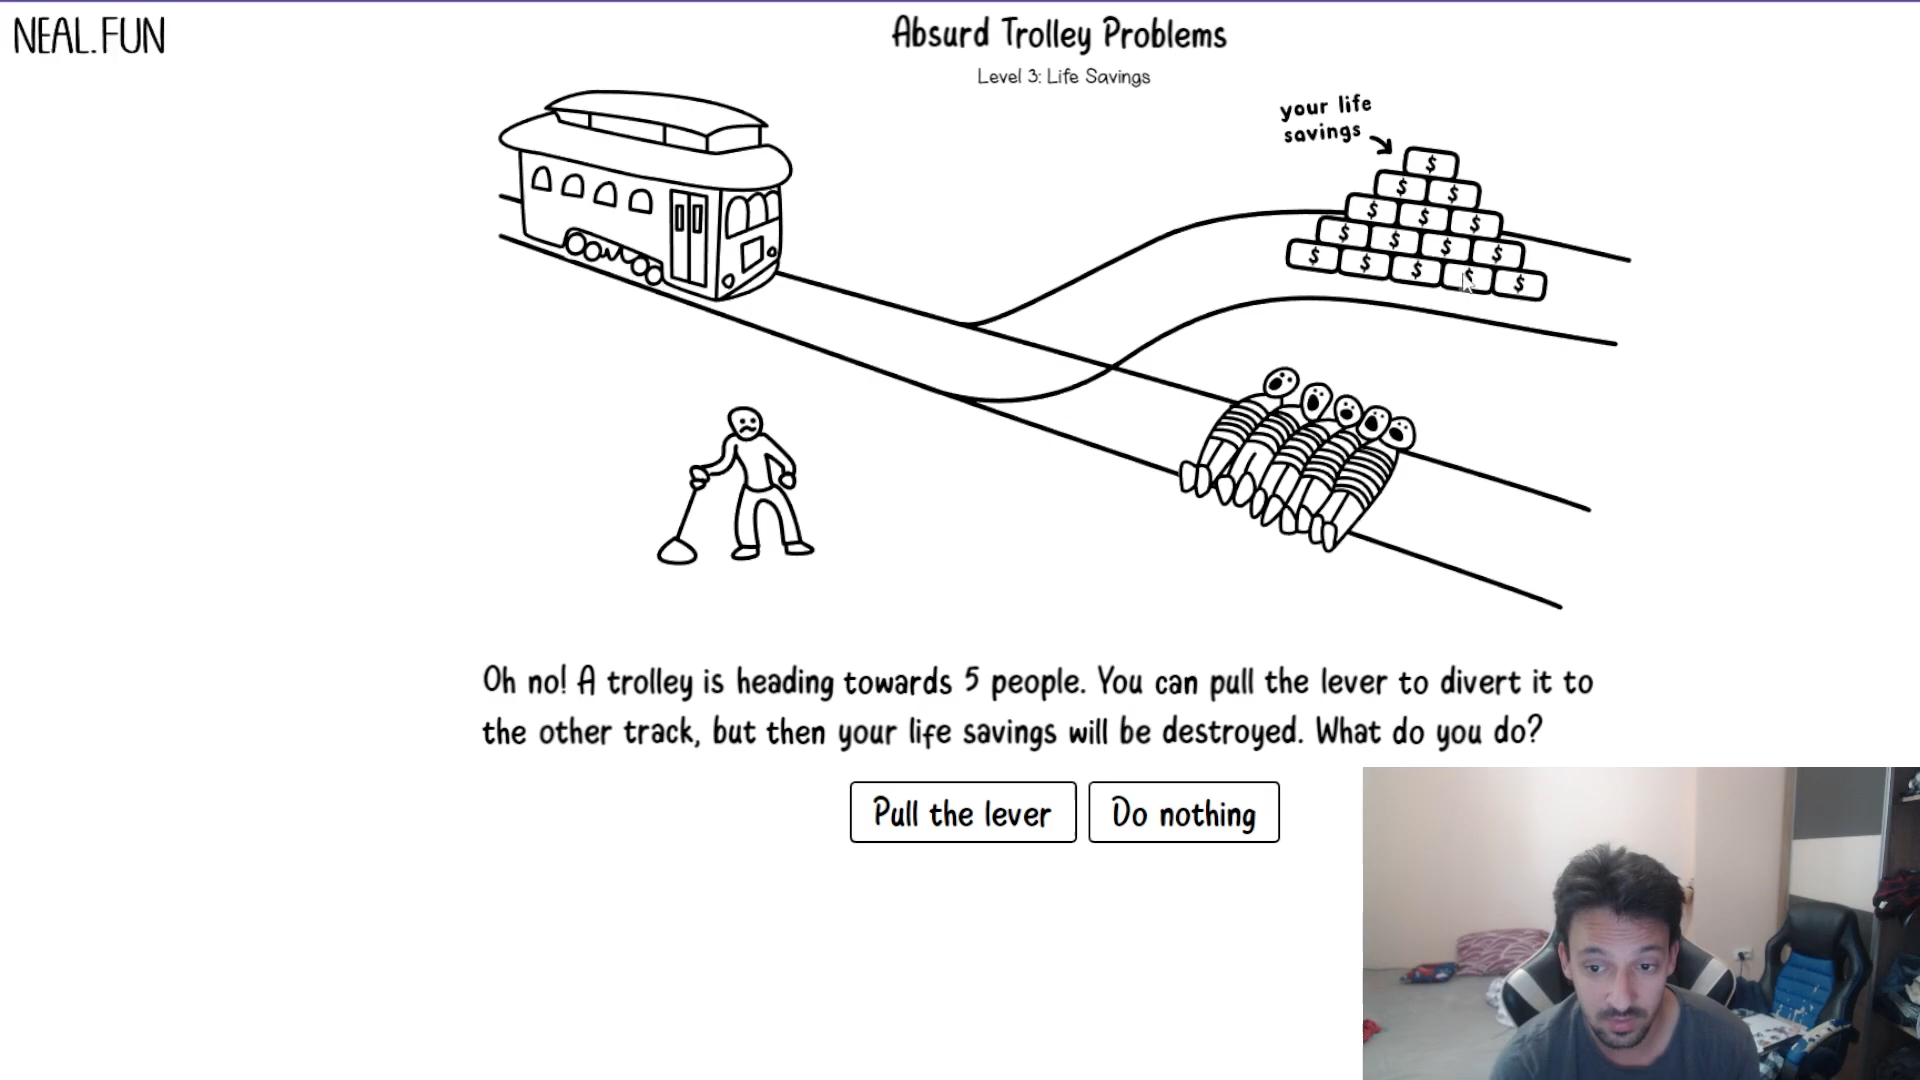 NEAL.FUN
Absurd Trolley Problems
Level 3: Life Savings
your life
savings
$
$ $
$ $ $
$ $ $ $
$ $ $ $ $
Oh no! A trolley is heading towards 5 people. You can pull the lever to divert it to
the other track, but then your life savings will be destroyed. What do you do?
Pull the lever
Do nothing